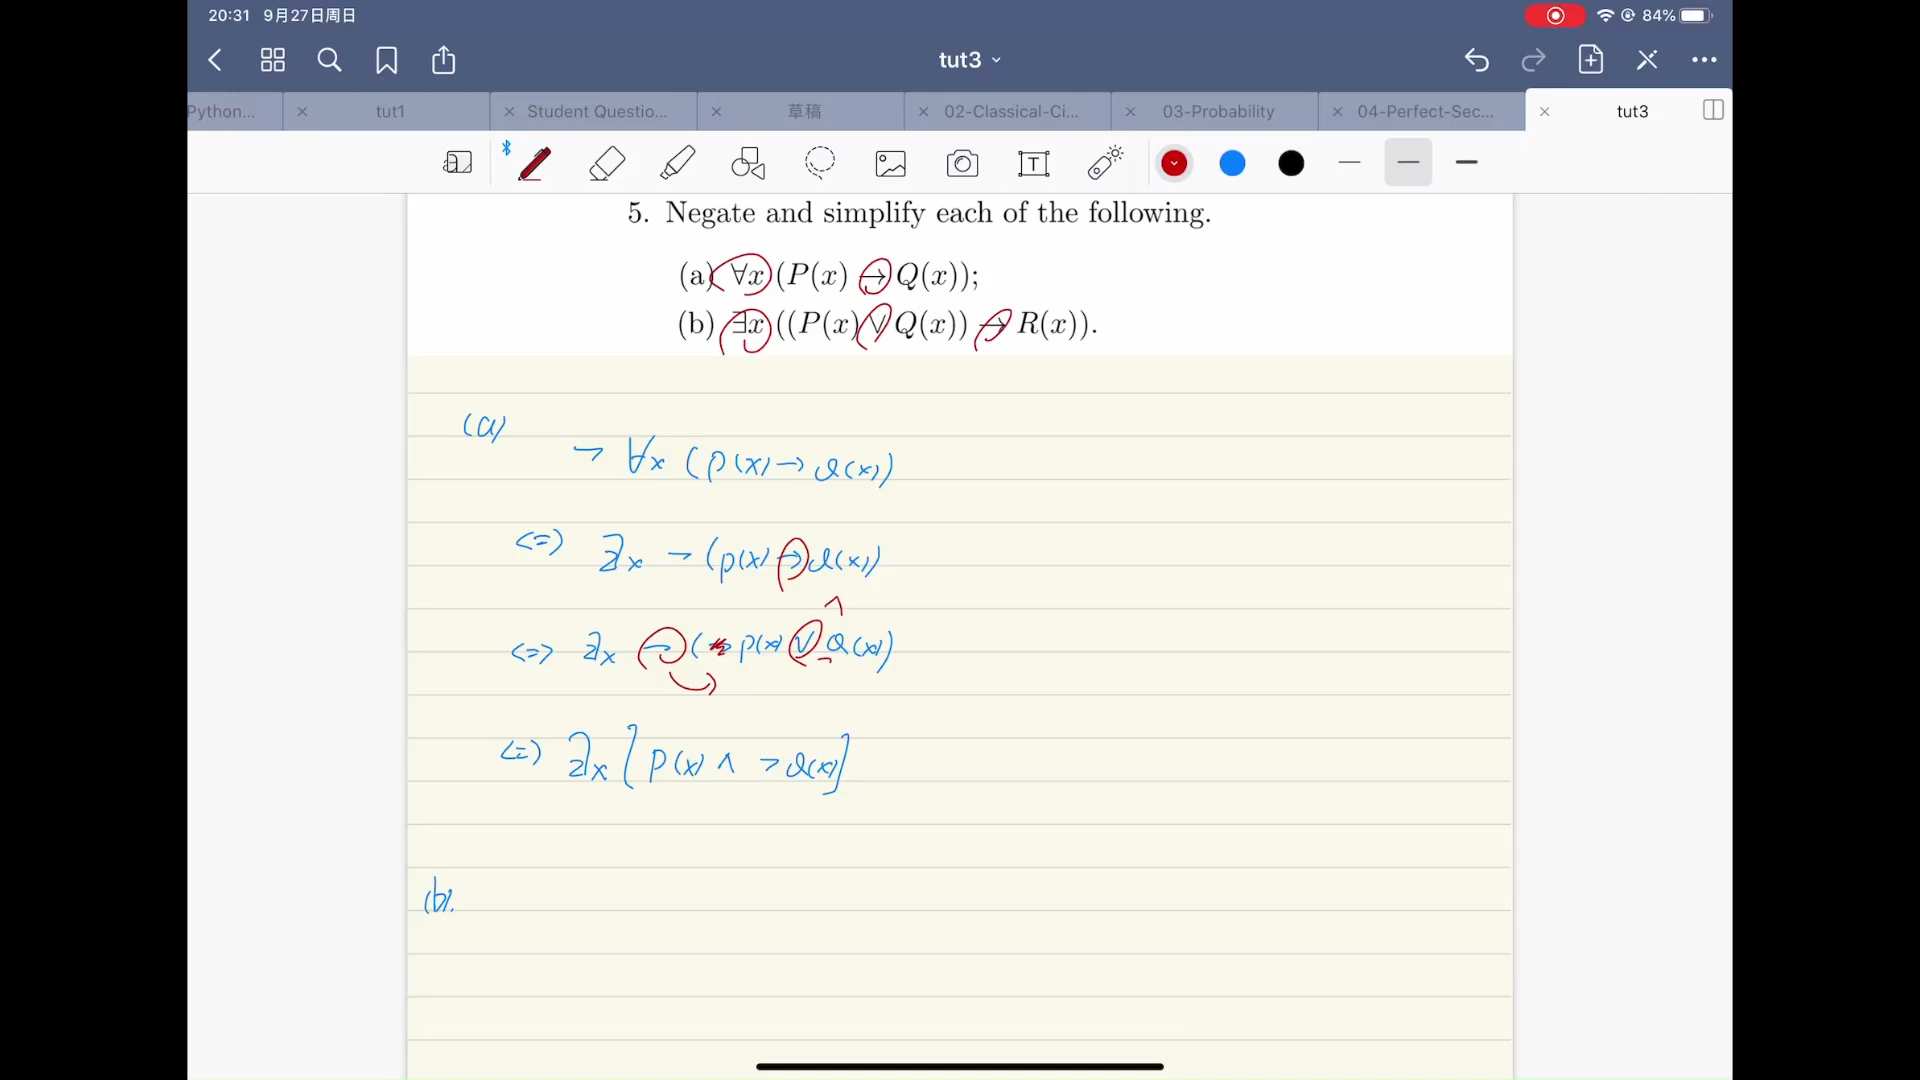 20:31 9月27日周日
84%
tut3
Python...
tut1
Student Questio...
草稿
02-Classical-Ci...
03-Probability
04-Perfect-Sec...
tut3
5. Negate and simplify each of the following.
(a) ∀x (P(x) → Q(x));
(b) ∃x ((P(x) ∨ Q(x)) → R(x)).
(a)
¬ ∀x (P(x) → Q(x))
<=> ∃x ¬ (P(x) → Q(x))
∧
<=> ∃x ¬ (¬ P(x) ∨ Q(x))
<=> ∃x [P(x) ∧ ¬ Q(x)]
(b).